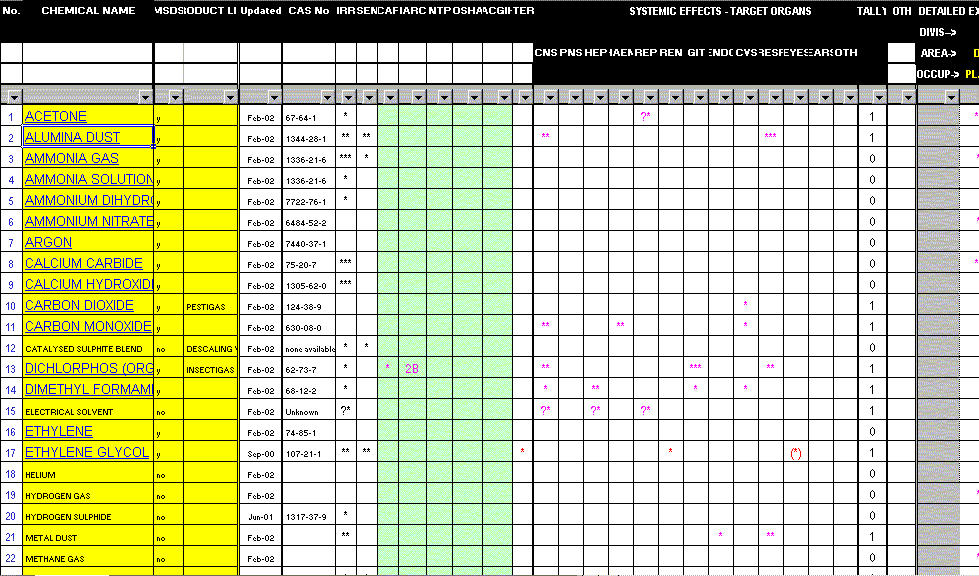 No. CHEMICAL NAME MSDS PRODUCT LI Updated CAS No IRR SEN CAF IARC NTP OSHA ACGIF TER SYSTEMIC EFFECTS - TARGET ORGANS TALLY OTH DETAILED EX
DIVIS->
CNS PNS HEP HAEN REP REN GIT END CVS RESF EYES EAR OTH AREA-> D
OCCUP-> PL
1 ACETONE y Feb-02 67-64-1 * ?* 1 *
2 ALUMINA DUST y Feb-02 1344-28-1 ** ** ** *** 1
3 AMMONIA GAS y Feb-02 1336-21-6 *** * 0 *
4 AMMONIA SOLUTION y Feb-02 1336-21-6 * 0
5 AMMONIUM DIHYDRO y Feb-02 7722-76-1 * 0
6 AMMONIUM NITRATE y Feb-02 6484-52-2 0 *
7 ARGON y Feb-02 7440-37-1 0
8 CALCIUM CARBIDE y Feb-02 75-20-7 *** 0 *
9 CALCIUM HYDROXID y Feb-02 1305-62-0 *** 0
10 CARBON DIOXIDE y PESTIGAS Feb-02 124-38-9 * 1
11 CARBON MONOXIDE y Feb-02 630-08-0 ** ** * 1
12 CATALYSED SULPHITE BLEND no DESCALING Feb-02 none available * * 0
13 DICHLORPHOS (ORG y INSECTIGAS Feb-02 62-73-7 * * 2B ** *** ** 1
14 DIMETHYL FORMAMI y Feb-02 68-12-2 * * ** * * 1
15 ELECTRICAL SOLVENT no Feb-02 Unknown ?* ?* ?* ?* 1
16 ETHYLENE y Feb-02 74-85-1 0
17 ETHYLENE GLYCOL y Sep-00 107-21-1 ** ** * * (*) 1
18 HELIUM no Feb-02 0
19 HYDROGEN GAS no Feb-02 0 *
20 HYDROGEN SULPHIDE no Jun-01 1317-37-9 * 0
21 METAL DUST no Feb-02 ** * ** 1
22 METHANE GAS no Feb-02 0 *